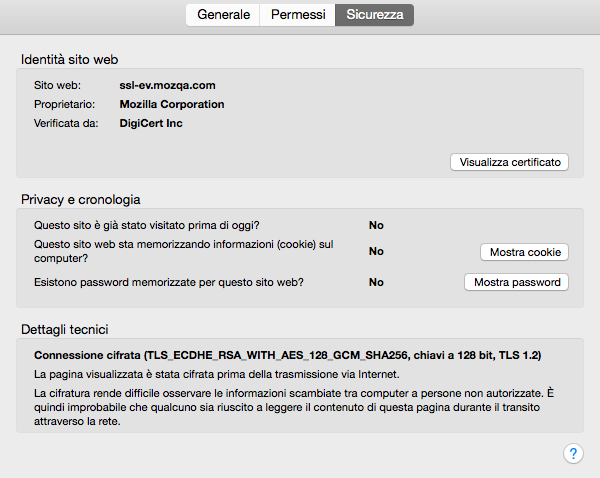 Generale Permessi Sicurezza
Identità sito web
Sito web: ssl-ev.mozqa.com
Proprietario: Mozilla Corporation
Verificata da: DigiCert Inc
Visualizza certificato
Privacy e cronologia
Questo sito è già stato visitato prima di oggi? No
Questo sito web sta memorizzando informazioni (cookie) sul
computer? No Mostra cookie
Esistono password memorizzate per questo sito web? No Mostra password
Dettagli tecnici
Connessione cifrata (TLS_ECDHE_RSA_WITH_AES_128_GCM_SHA256, chiavi a 128 bit, TLS 1.2)
La pagina visualizzata è stata cifrata prima della trasmissione via Internet.
La cifratura rende difficile osservare le informazioni scambiate tra computer a persone non autorizzate. È
quindi improbabile che qualcuno sia riuscito a leggere il contenuto di questa pagina durante il transito
attraverso la rete.
?